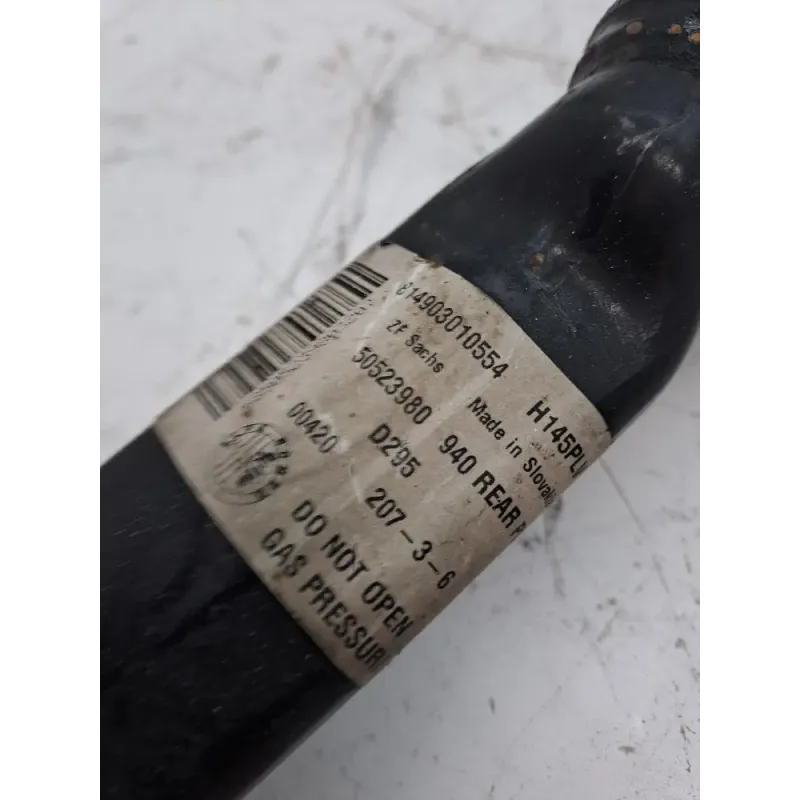 814903010554 H145PL
ZF Sachs Made in Slovak
50523980 940 REAR
D295
00420 207-3-6
DO NOT OPEN
GAS PRESSUR